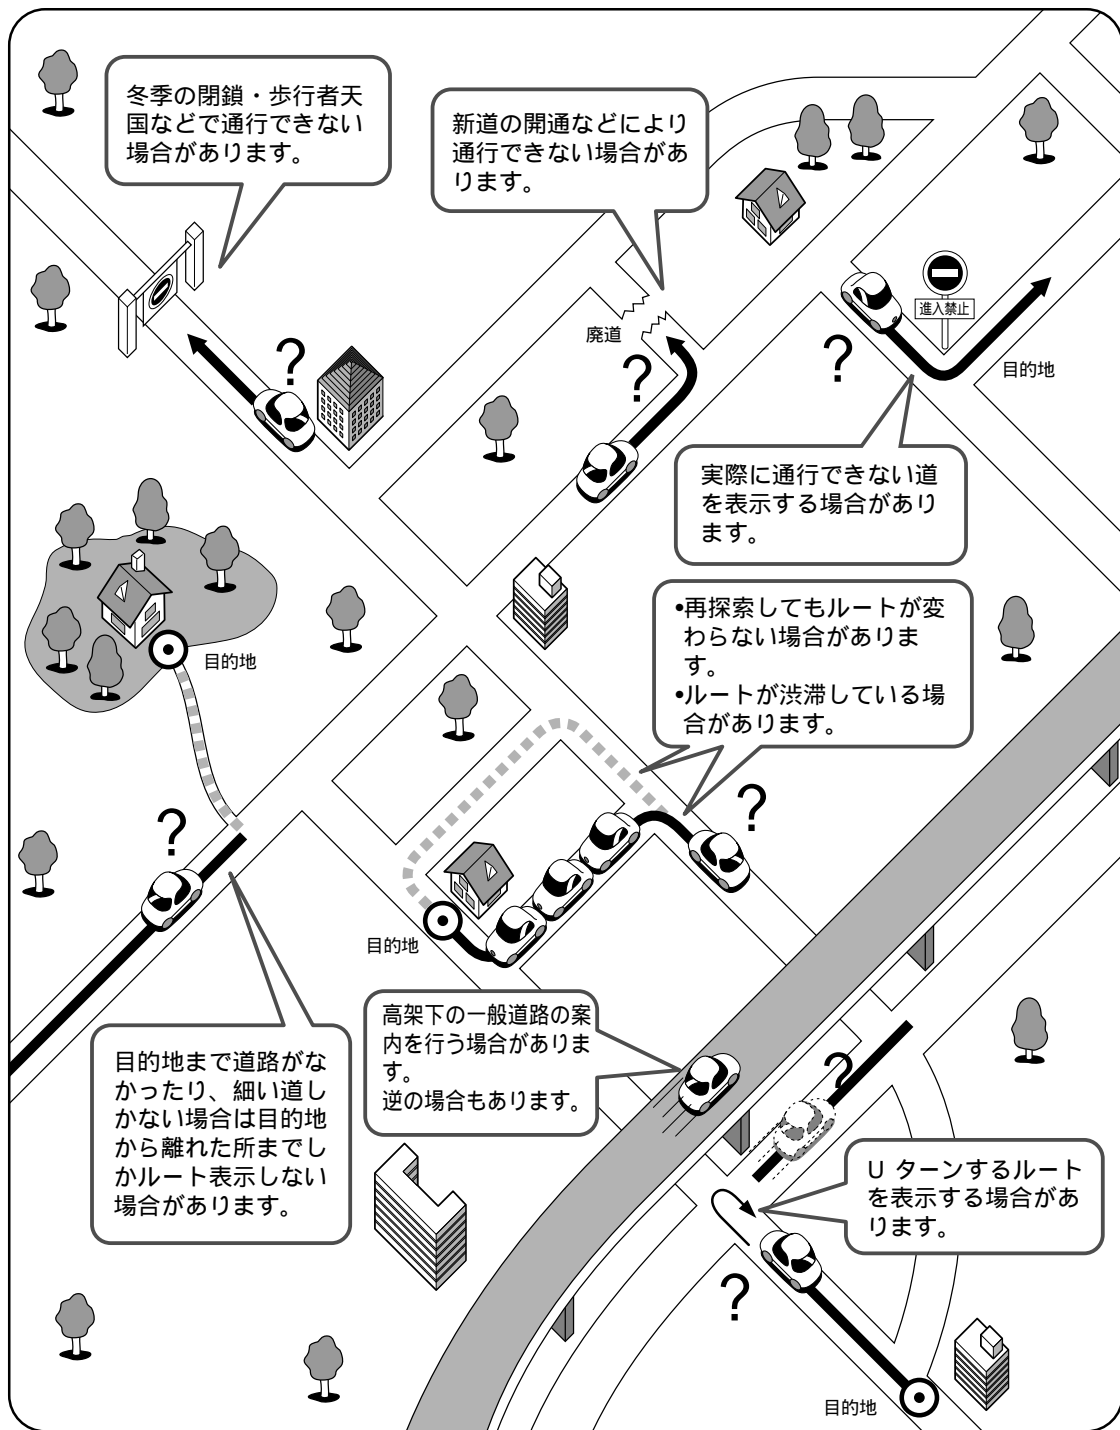 冬季の閉鎖・歩行者天
国などで通行できない
場合があります。
新道の開通などにより
通行できない場合があ
ります。
廃道
進入禁止
目的地
実際に通行できない道
を表示する場合があり
ます。
目的地
•再探索してもルートが変
わらない場合がありま
す。
•ルートが渋滞している場
合があります。
目的地
高架下の一般道路の案
内を行う場合がありま
す。
逆の場合もあります。
目的地まで道路がな
かったり、細い道し
かない場合は目的地
から離れた所までし
かルート表示しない
場合があります。
U ターンするルート
を表示する場合があ
ります。
目的地
?
?
?
?
?
?
?